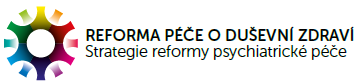 REFORMA PÉČE O DUŠEVNÍ ZDRAVÍ
Strategie reformy psychiatrické péče